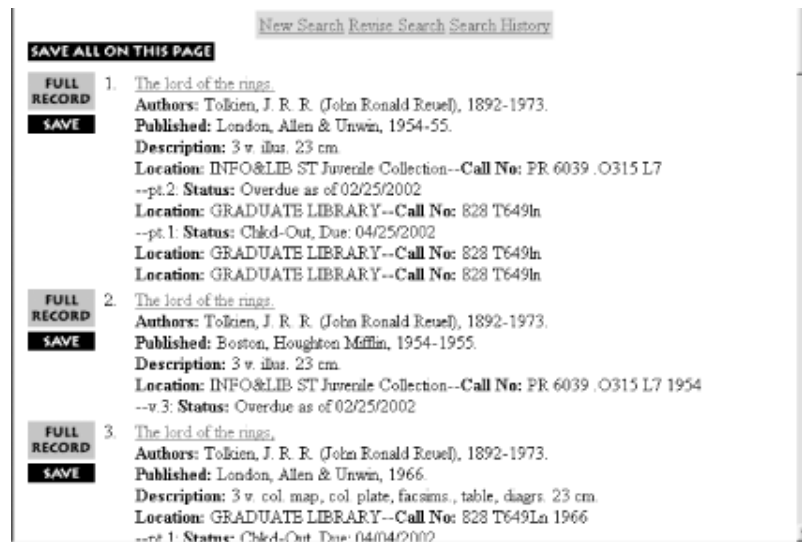 New Search Revise Search Search History
SAVE ALL ON THIS PAGE
FULL RECORD
SAVE
1. The lord of the rings.
Authors: Tolkien, J. R. R. (John Ronald Reuel), 1892-1973.
Published: London, Allen & Unwin, 1954-55.
Description: 3 v. illus. 23 cm.
Location: INFO&LIB ST Juvenile Collection--Call No: PR 6039 .O315 L7
--pt.2: Status: Overdue as of 02/25/2002
Location: GRADUATE LIBRARY--Call No: 828 T649ln
--pt.1: Status: Chkd-Out, Due: 04/25/2002
Location: GRADUATE LIBRARY--Call No: 828 T649ln
Location: GRADUATE LIBRARY--Call No: 828 T649ln
FULL RECORD
SAVE
2. The lord of the rings.
Authors: Tolkien, J. R. R. (John Ronald Reuel), 1892-1973.
Published: Boston, Houghton Mifflin, 1954-1955.
Description: 3 v. illus. 23 cm.
Location: INFO&LIB ST Juvenile Collection--Call No: PR 6039 .O315 L7 1954
--v.3: Status: Overdue as of 02/25/2002
FULL RECORD
SAVE
3. The lord of the rings,
Authors: Tolkien, J. R. R. (John Ronald Reuel), 1892-1973.
Published: London, Allen & Unwin, 1966.
Description: 3 v. col. map, col. plate, facsims., table, diagrs. 23 cm.
Location: GRADUATE LIBRARY--Call No: 828 T649Ln 1966
--pt.1: Status: Chkd-Out, Due: 04/04/2002